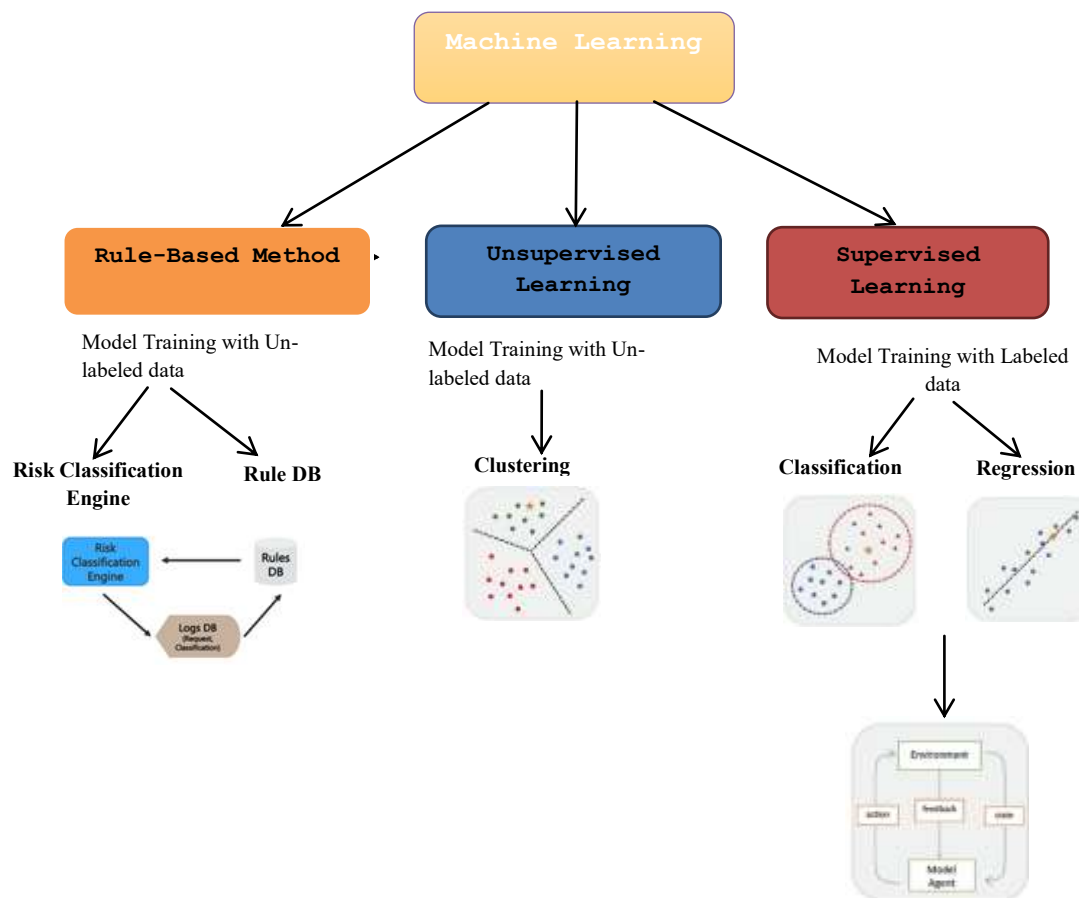 Machine Learning
Rule-Based Method
Unsupervised
Learning
Supervised
Learning
Model Training with Un-
labeled data
Model Training with Un-
labeled data
Model Training with Labeled
data
Risk Classification
Engine
Rule DB
Clustering
Classification
Regression
Risk
Classification
Engine
Rules
DB
Logs DB
(Request,
Classification)
Environment
action
feedback
state
Model
Agent